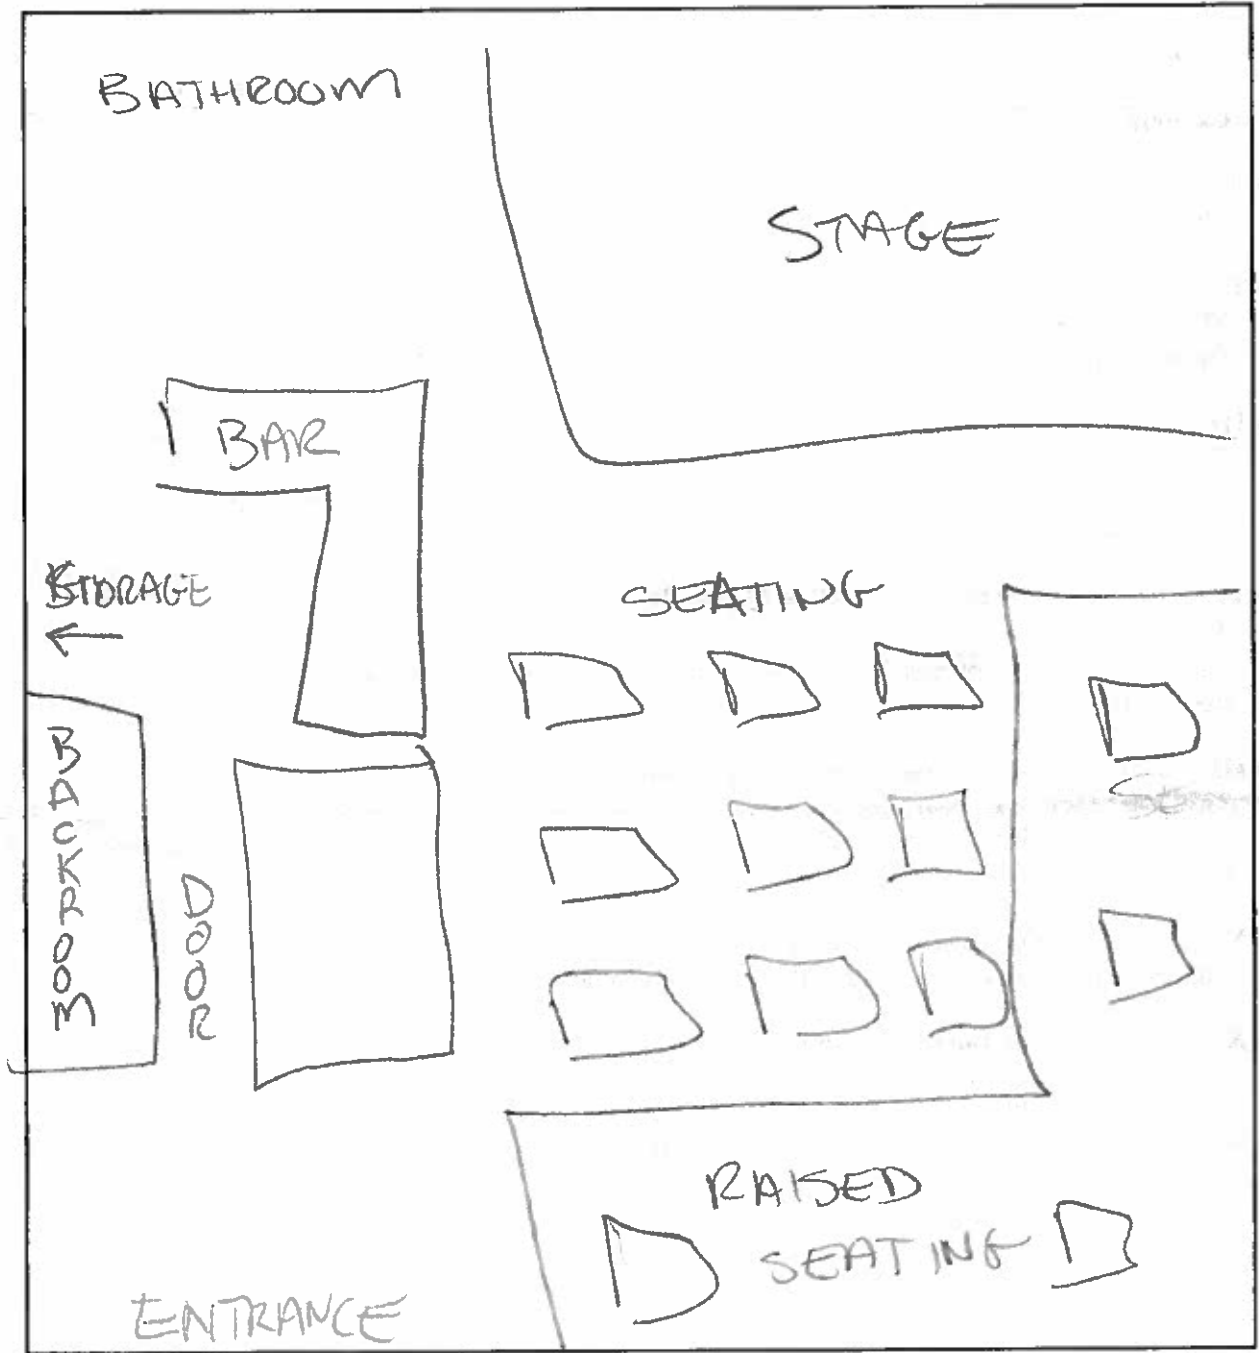 BATHROOM
STAGE
BAR
STORAGE
SEATING
BACKROOM
DOOR
RAISED
SEATING
ENTRANCE